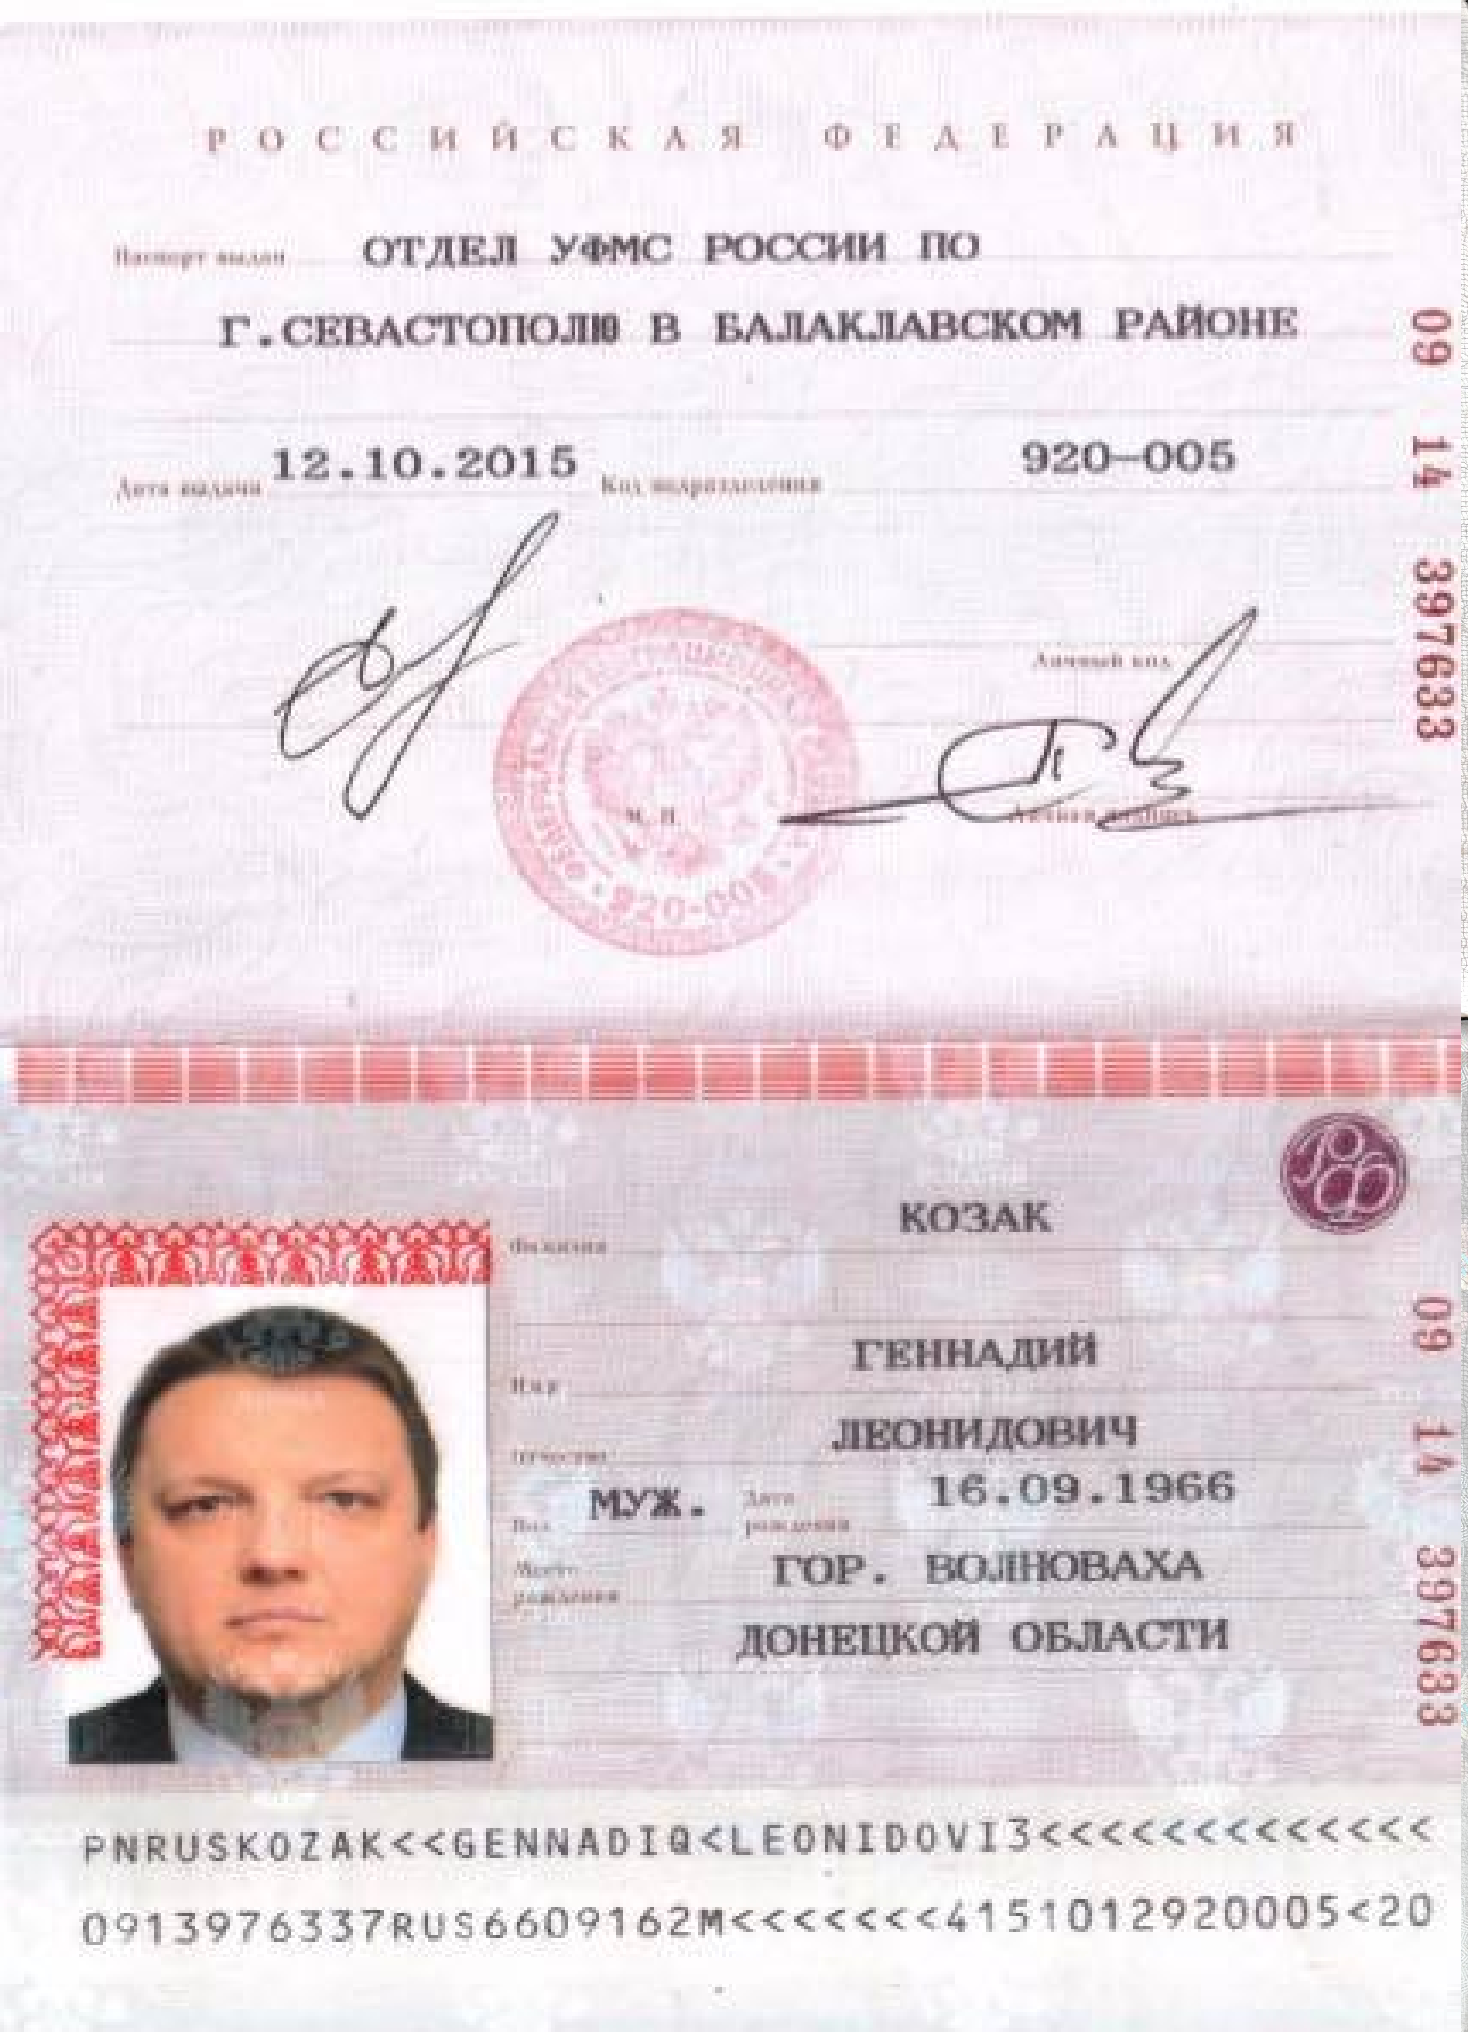 РОССИЙСКАЯ ФЕДЕРАЦИЯ
Паспорт выдан ОТДЕЛ УФМС РОССИИ ПО
Г.СЕВАСТОПОЛЮ В БАЛАКЛАВСКОМ РАЙОНЕ
Дата выдачи 12.10.2015 Код подразделения 920-005
Личный код
М. П.
Личная подпись
920-005
09 14 397633
РФ
Фамилия КОЗАК
Имя ГЕННАДИЙ
Отчество ЛЕОНИДОВИЧ
Пол МУЖ. Дата рождения 16.09.1966
Место рождения ГОР. ВОЛНОВАХА
ДОНЕЦКОЙ ОБЛАСТИ
09 14 397633
PNRUSKOZAK<<GENNADIQ<LEONIDOVI3<<<<<<<<<<<<<
0913976337RUS6609162M<<<<<<<4151012920005<20